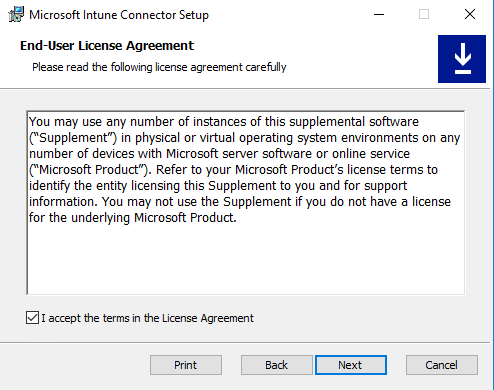 Microsoft Intune Connector Setup
End-User License Agreement
Please read the following license agreement carefully
You may use any number of instances of this supplemental software
(“Supplement”) in physical or virtual operating system environments on any
number of devices with Microsoft server software or online service
(“Microsoft Product”). Refer to your Microsoft Product’s license terms to
identify the entity licensing this Supplement to you and for support
information. You may not use the Supplement if you do not have a license
for the underlying Microsoft Product.
I accept the terms in the License Agreement
Print
Back
Next
Cancel